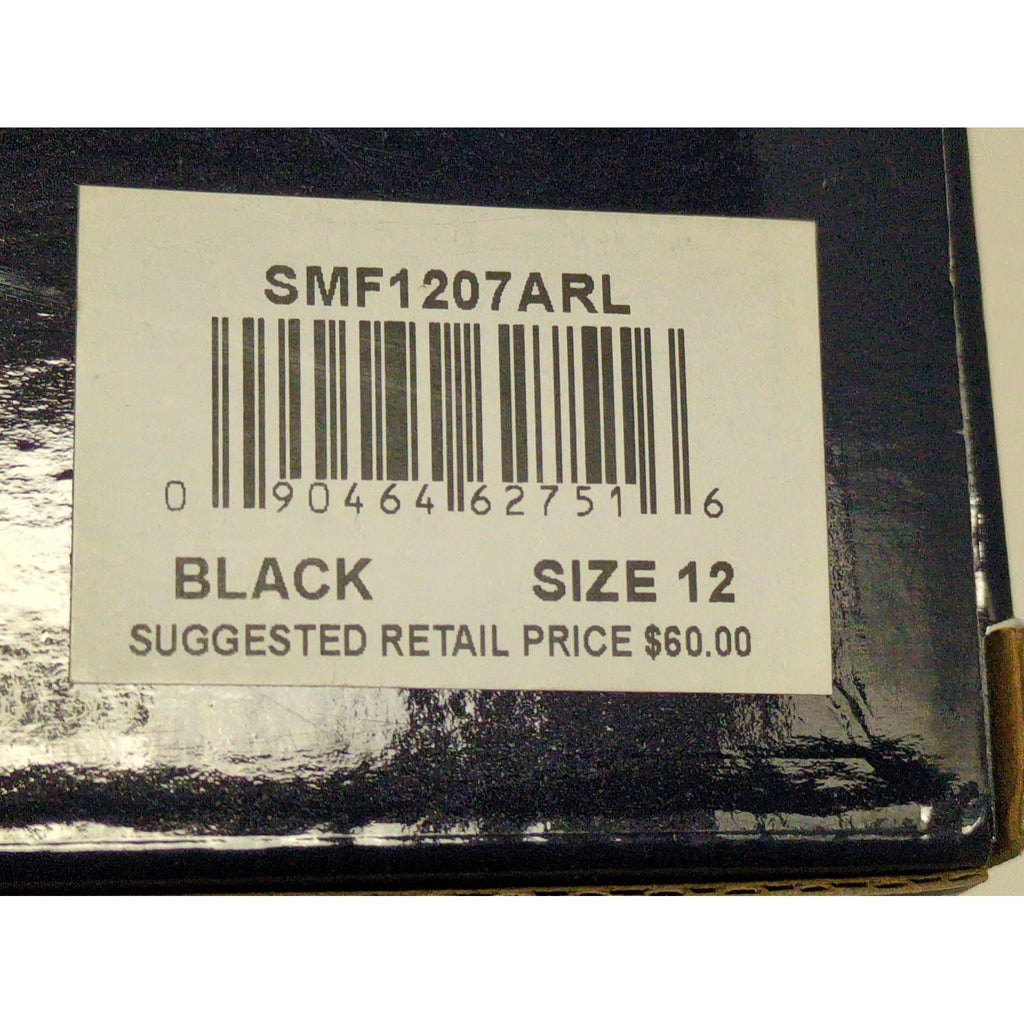 SMF1207ARL
0 90464 62751 6
BLACK SIZE 12
SUGGESTED RETAIL PRICE $60.00